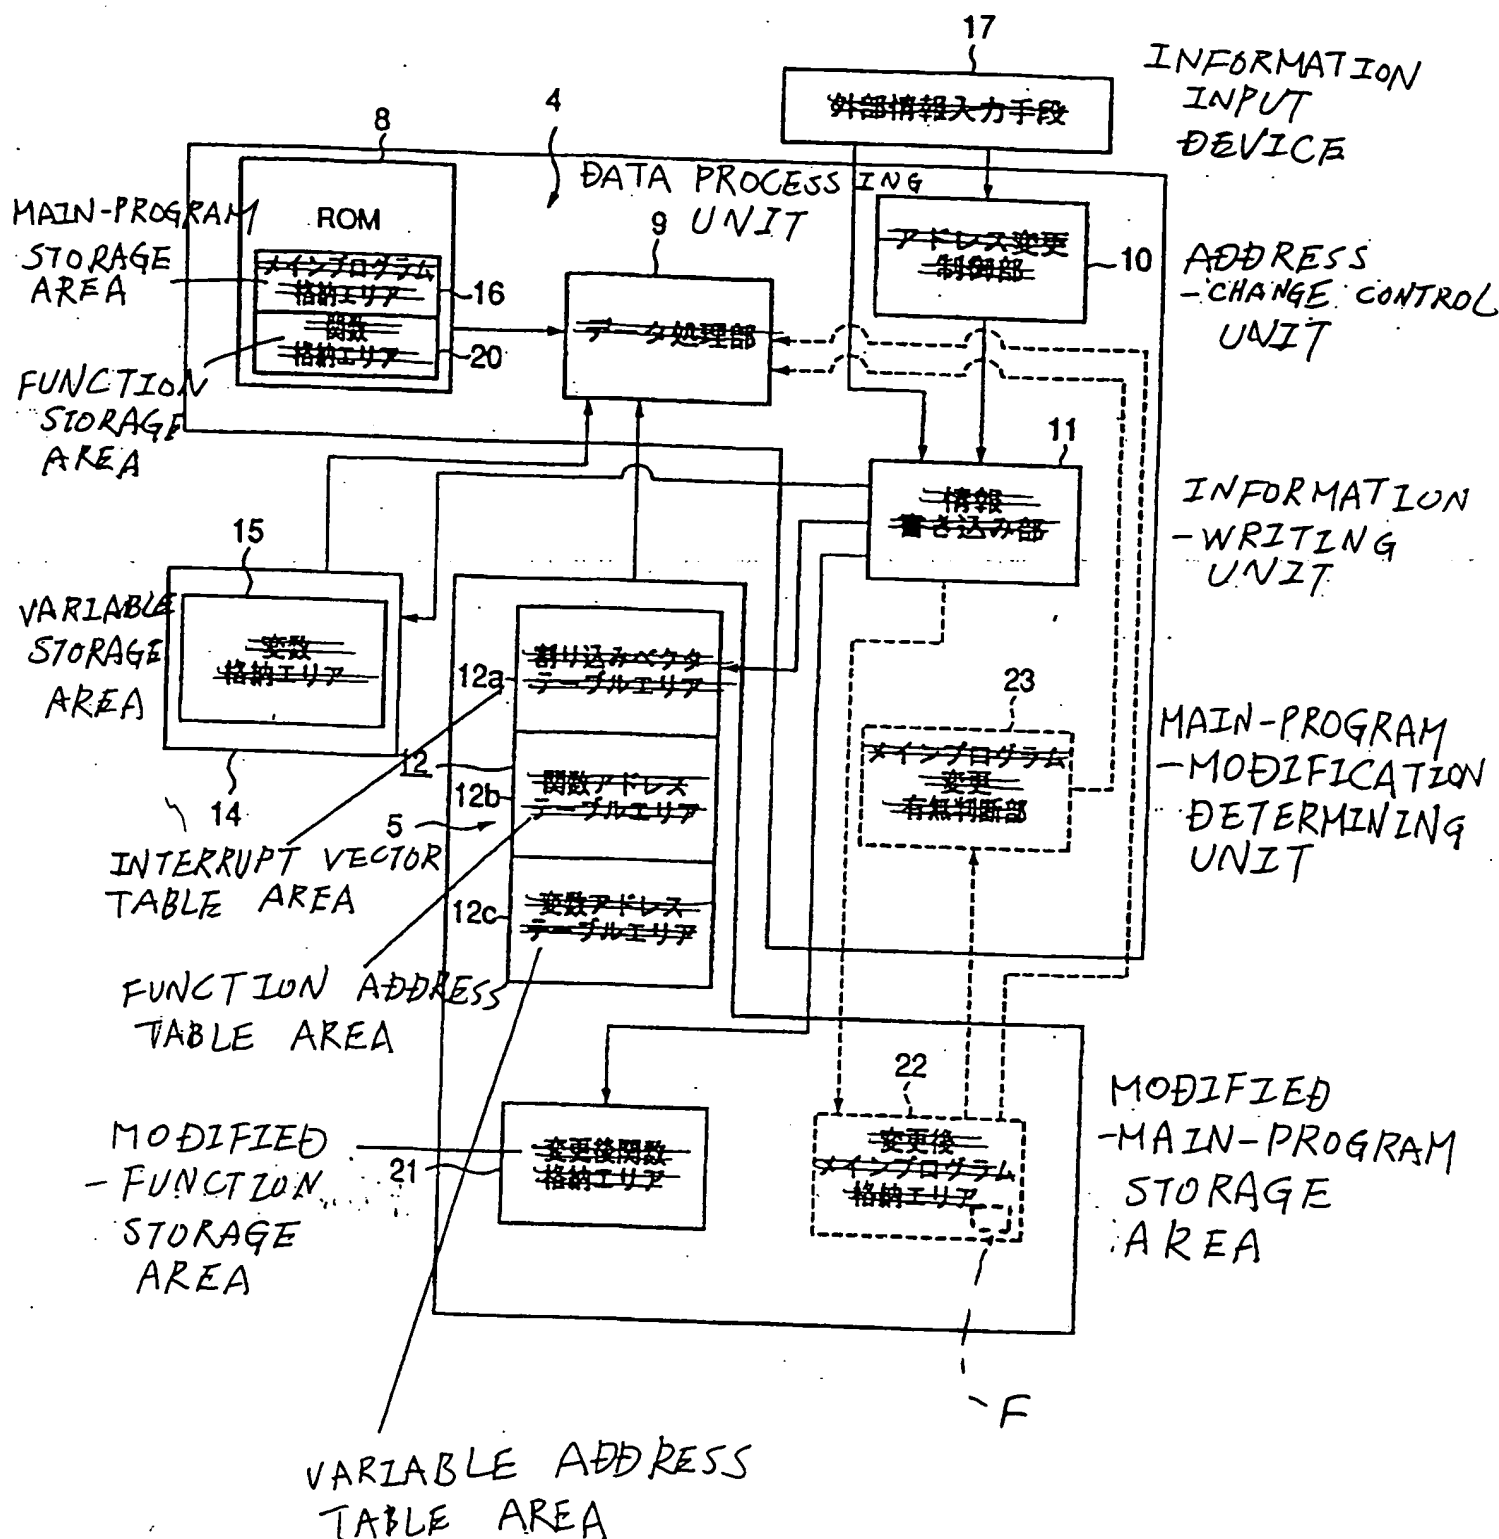 17
外部情報入力手段
INFORMATION
INPUT
DEVICE
4
8
ROM
メインプログラム
格納エリア
16
関数
格納エリア
20
MAIN-PROGRAM
STORAGE
AREA
FUNCTION
STORAGE
AREA
DATA PROCESSING
UNIT
9
データ処理部
アドレス変更
制御部
10
ADDRESS
-CHANGE CONTROL
UNIT
11
情報
書き込み部
INFORMATION
-WRITING
UNIT
15
変数
格納エリア
14
VARIABLE
STORAGE
AREA
12a
割り込みベクタ
テーブルエリア
12
12b
関数アドレス
テーブルエリア
5
12c
変数アドレス
テーブルエリア
INTERRUPT VECTOR
TABLE AREA
FUNCTION ADDRESS
TABLE AREA
23
メインプログラム
変更
有無判断部
MAIN-PROGRAM
-MODIFICATION
DETERMINING
UNIT
21
変更後関数
格納エリア
MODIFIED
-FUNCTION
STORAGE
AREA
22
変更後
メインプログラム
格納エリア
MODIFIED
-MAIN-PROGRAM
STORAGE
AREA
F
VARIABLE ADDRESS
TABLE AREA